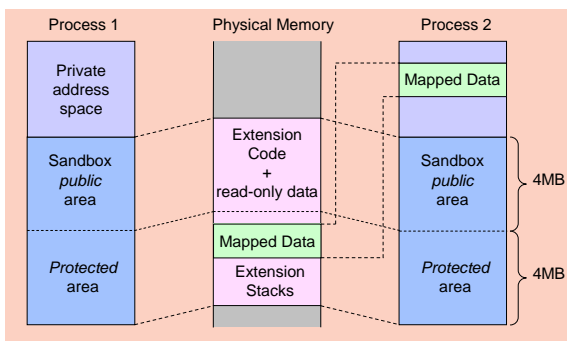 Process 1
Physical Memory
Process 2
Private
address
space
Mapped Data
Extension
Code
+
read-only data
Sandbox
public
area
Sandbox
public
area
4MB
Mapped Data
Protected
area
Extension
Stacks
Protected
area
4MB